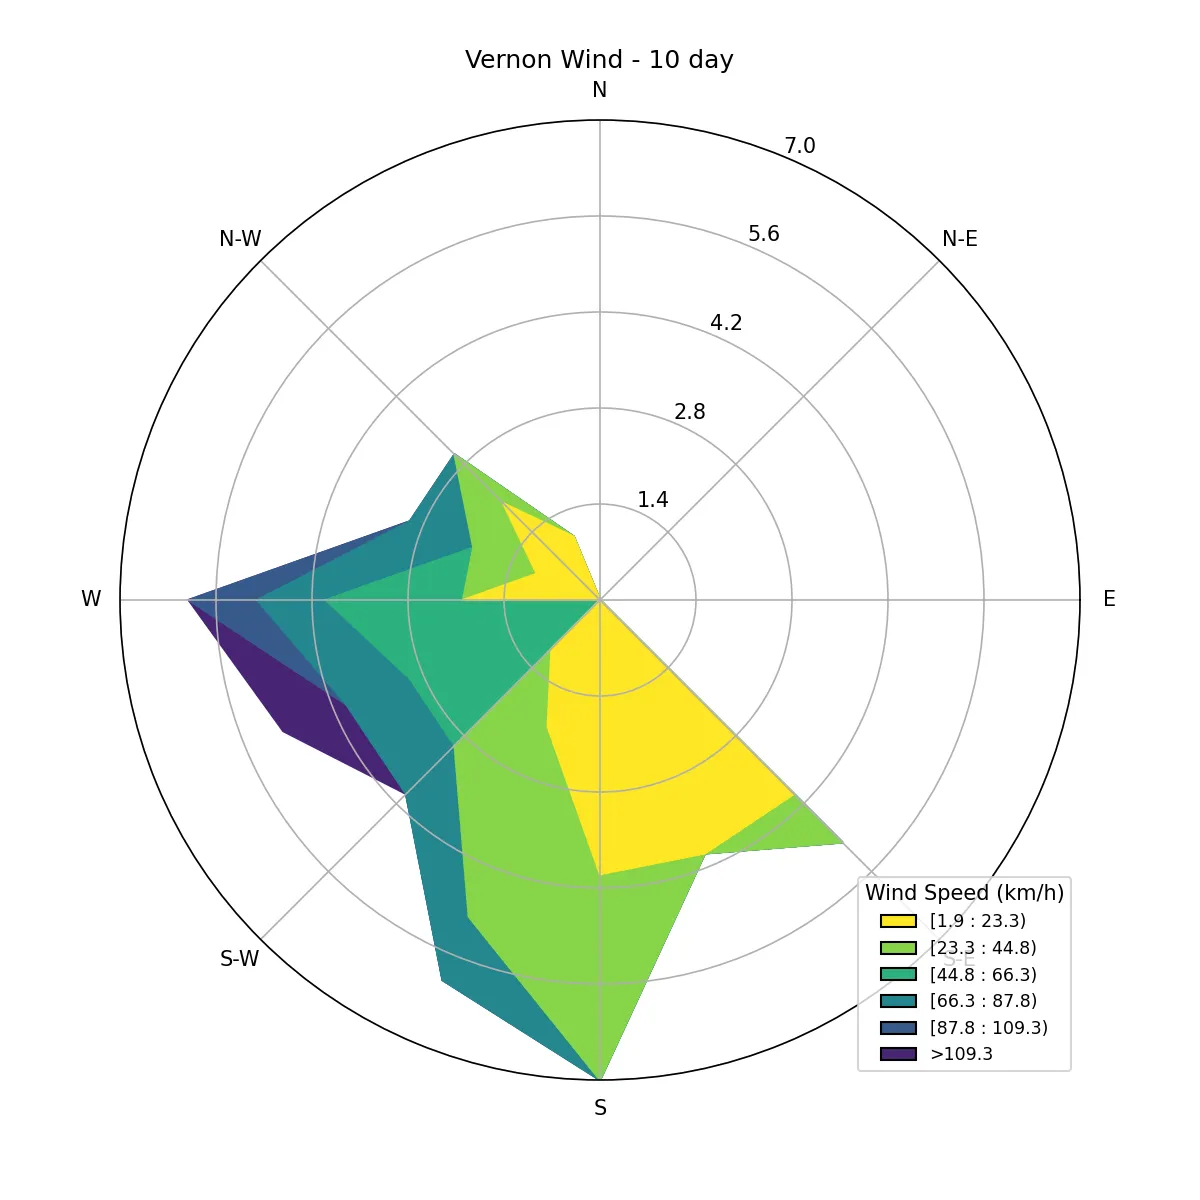 Vernon Wind - 10 day
N
7.0
5.6
N-W
N-E
4.2
2.8
1.4
W
E
Wind Speed (km/h)
[1.9 : 23.3)
[23.3 : 44.8)
S-W
S-E
[44.8 : 66.3)
[66.3 : 87.8)
[87.8 : 109.3)
>109.3
S